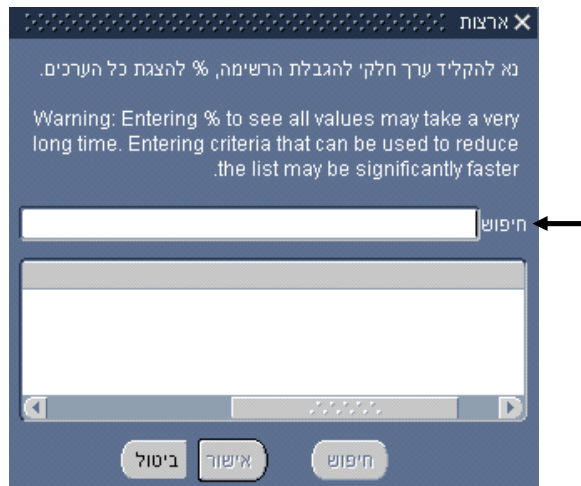 ארצות
נא להקליד ערך חלקי להגבלת הרשימה, % להצגת כל הערכים.
Warning: Entering % to see all values may take a very
long time. Entering criteria that can be used to reduce
.the list may be significantly faster
חיפוש
חיפוש אישור ביטול